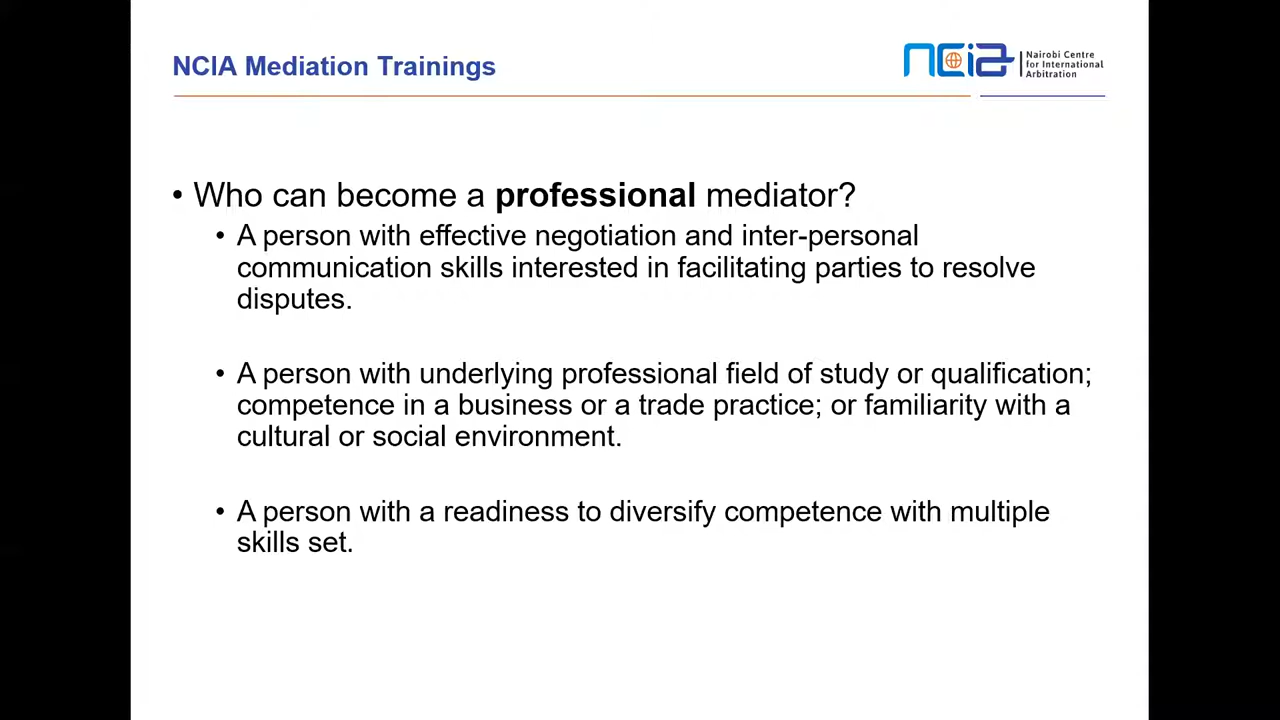 NCIA Mediation Trainings
ncia
Nairobi Centre
for International
Arbitration
• Who can become a professional mediator?
• A person with effective negotiation and inter-personal
communication skills interested in facilitating parties to resolve
disputes.
• A person with underlying professional field of study or qualification;
competence in a business or a trade practice; or familiarity with a
cultural or social environment.
• A person with a readiness to diversify competence with multiple
skills set.